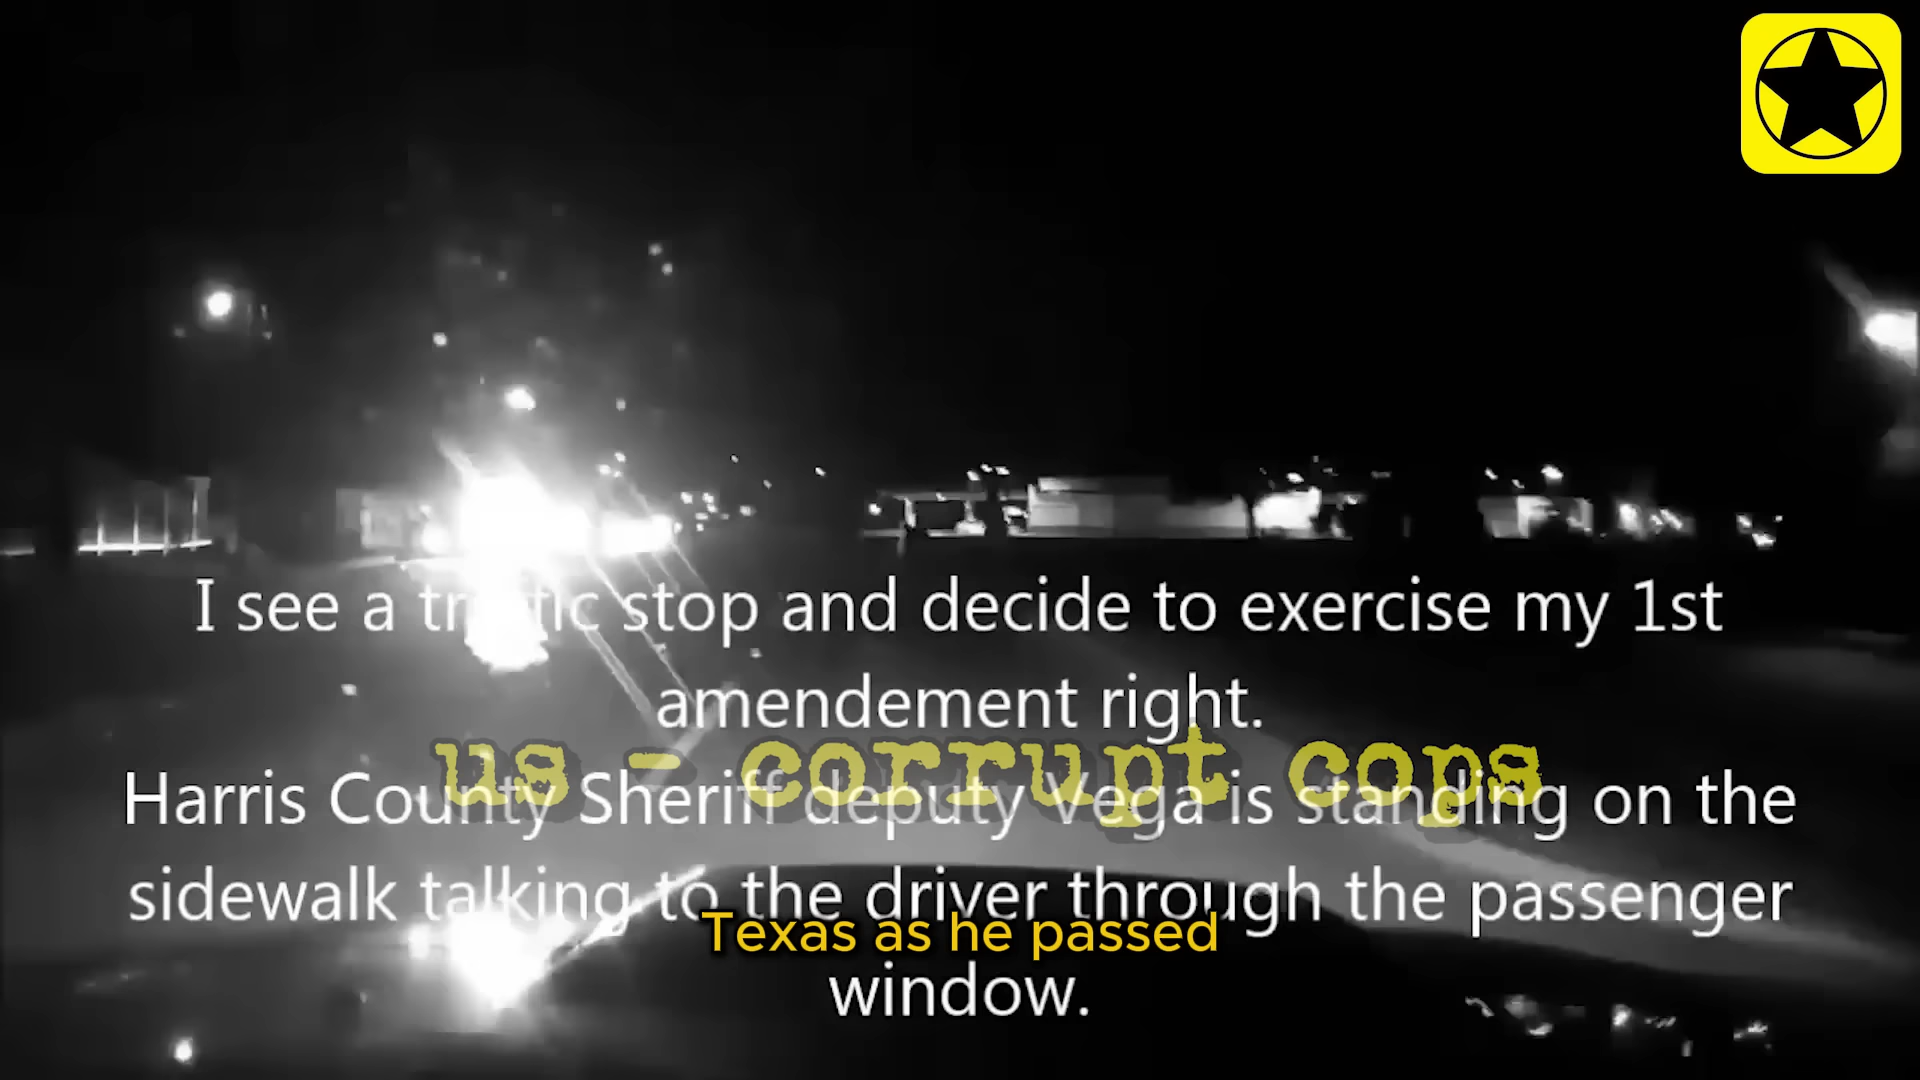 I see a traffic stop and decide to exercise my 1st
amendement right.
us - corrupt cops
Harris County Sheriff deputy Vega is standing on the
sidewalk talking to the driver through the passenger
Texas as he passed
window.